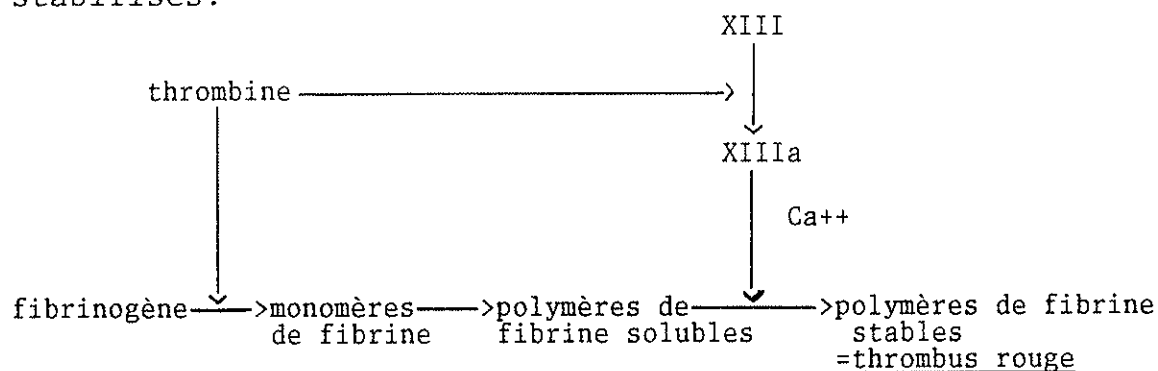 stabilisés.
XIII
thrombine
XIIIa
Ca++
fibrinogène → >monomères → >polymères de → >polymères de fibrine
de fibrine fibrine solubles stables
=thrombus rouge